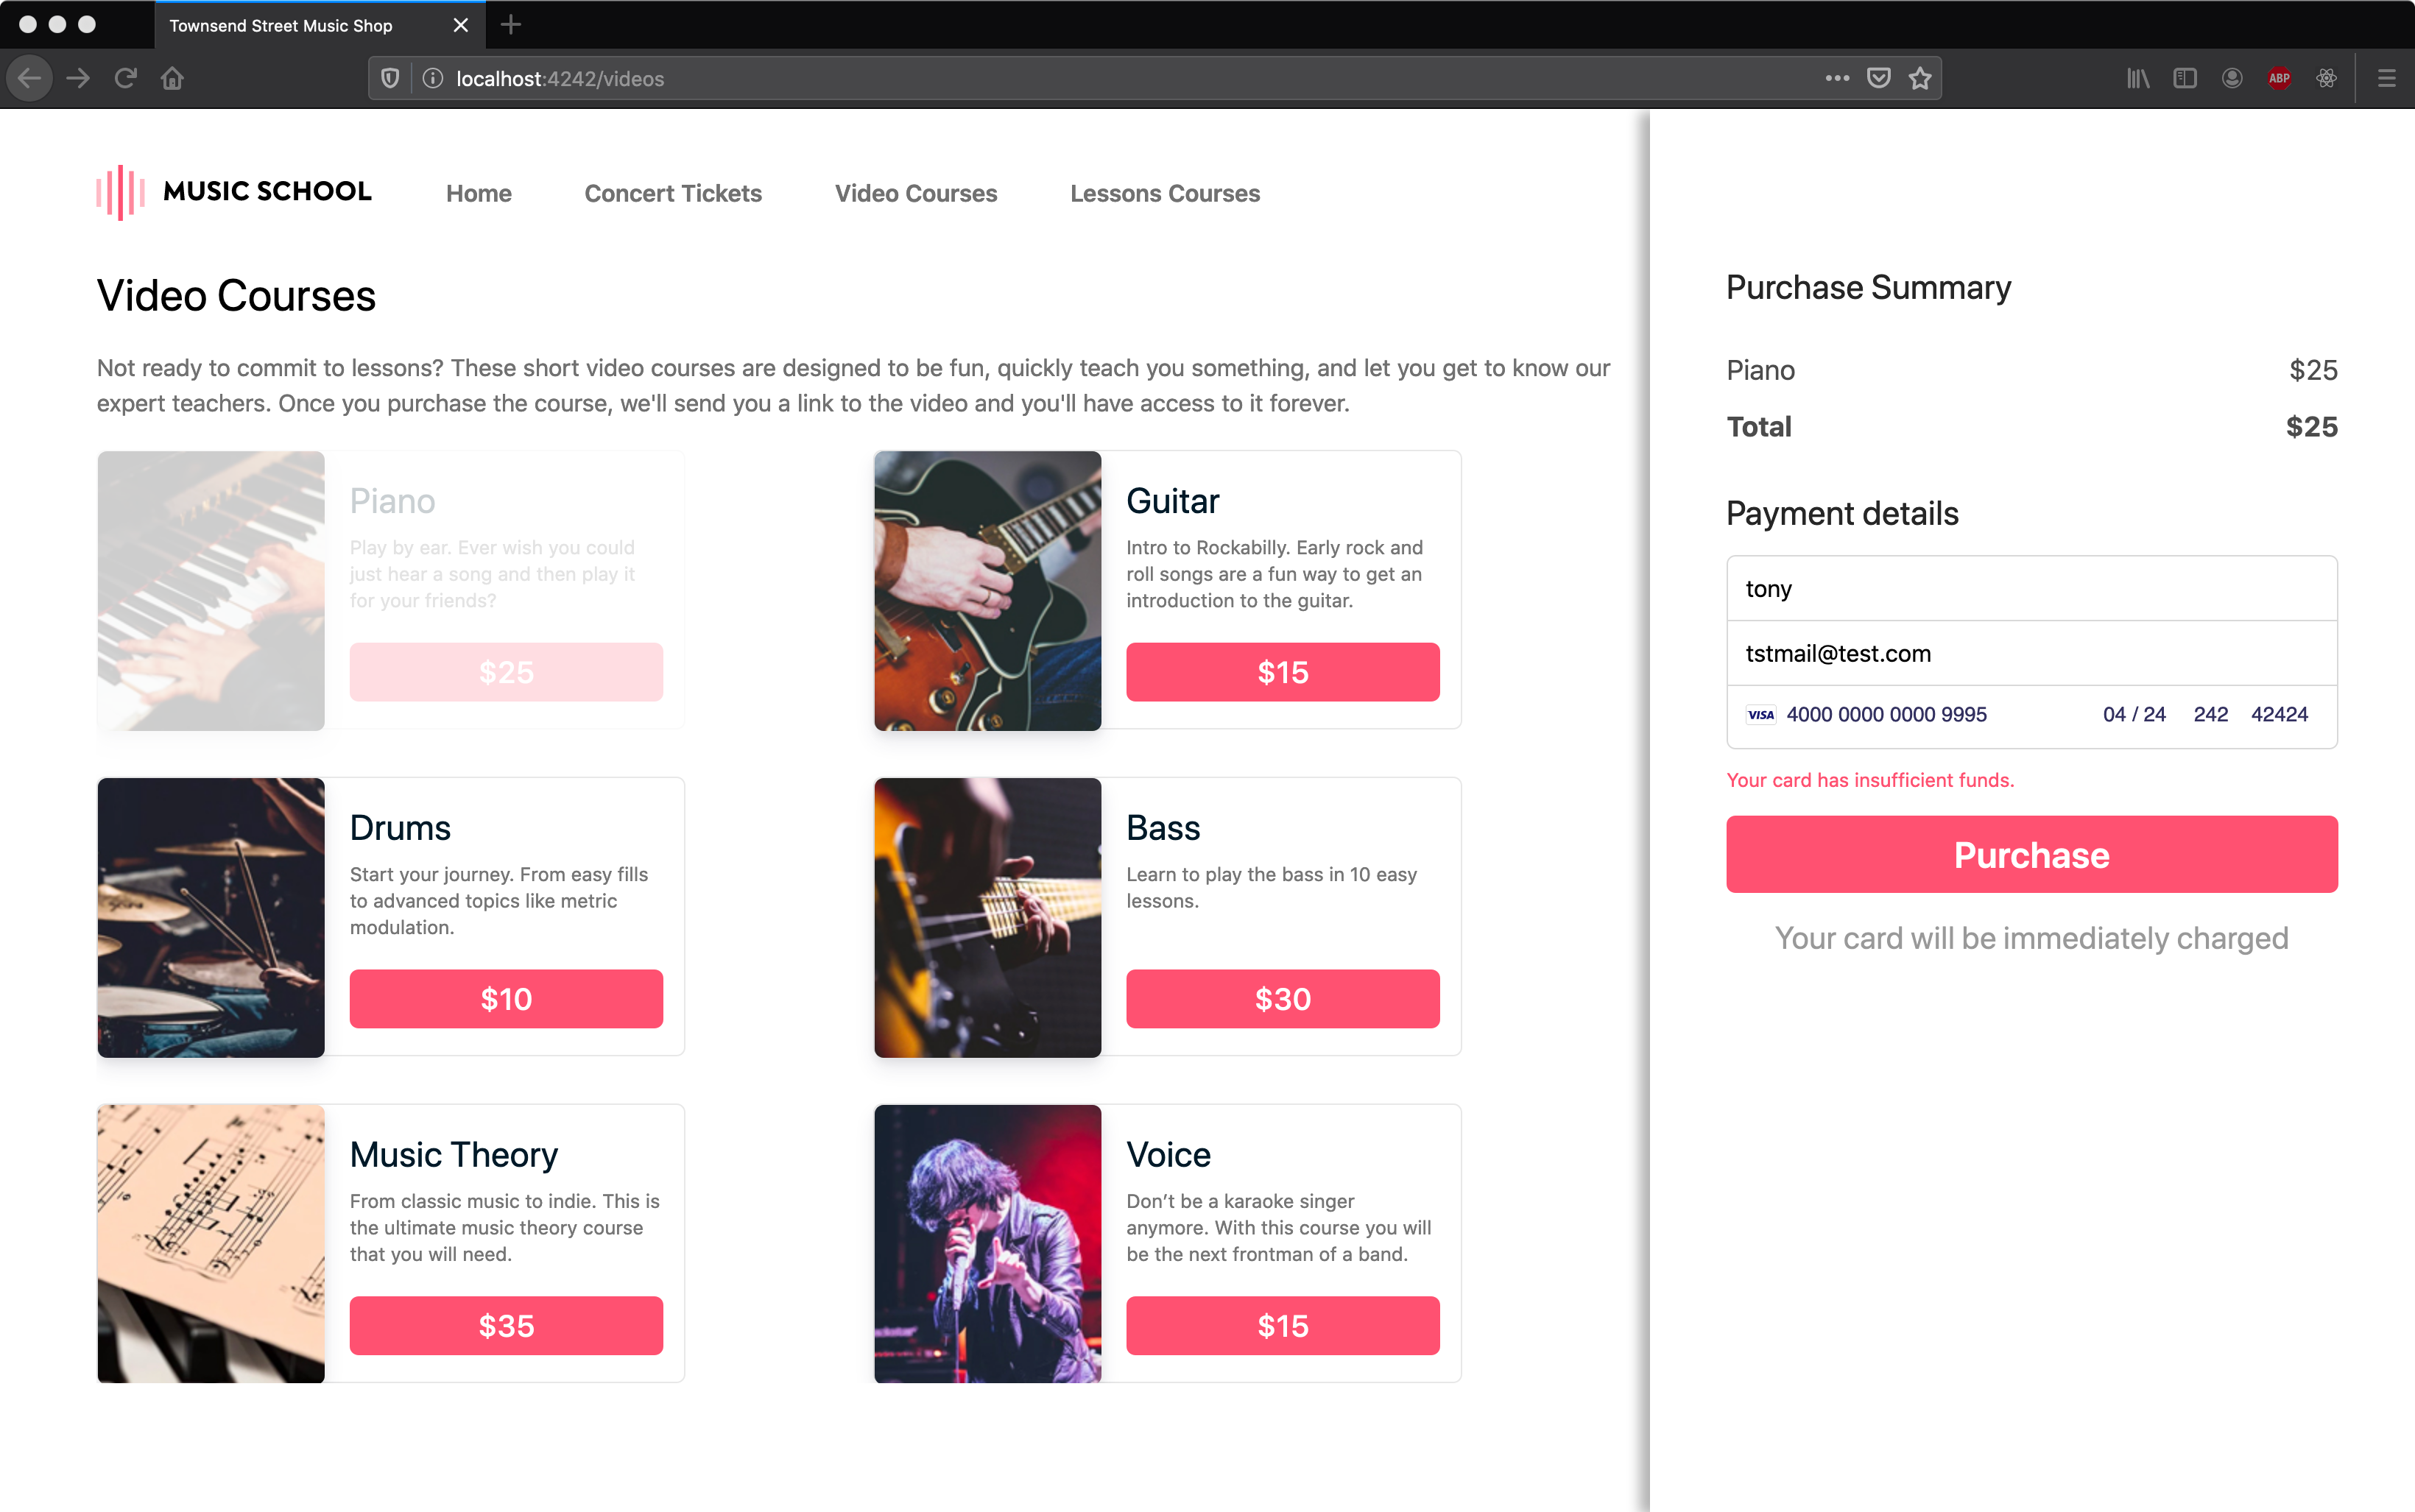 Townsend Street Music Shop
localhost:4242/videos
ABP
MUSIC SCHOOL
Home
Concert Tickets
Video Courses
Lessons Courses
Video Courses
Not ready to commit to lessons? These short video courses are designed to be fun, quickly teach you something, and let you get to know our
expert teachers. Once you purchase the course, we'll send you a link to the video and you'll have access to it forever.
Piano
Play by ear. Ever wish you could
just hear a song and then play it
for your friends?
$25
Guitar
Intro to Rockabilly. Early rock and
roll songs are a fun way to get an
introduction to the guitar.
$15
Drums
Start your journey. From easy fills
to advanced topics like metric
modulation.
$10
Bass
Learn to play the bass in 10 easy
lessons.
$30
Music Theory
From classic music to indie. This is
the ultimate music theory course
that you will need.
$35
Voice
Don’t be a karaoke singer
anymore. With this course you will
be the next frontman of a band.
$15
Purchase Summary
Piano $25
Total $25
Payment details
tony
tstmail@test.com
VISA 4000 0000 0000 9995 04 / 24 242 42424
Your card has insufficient funds.
Purchase
Your card will be immediately charged